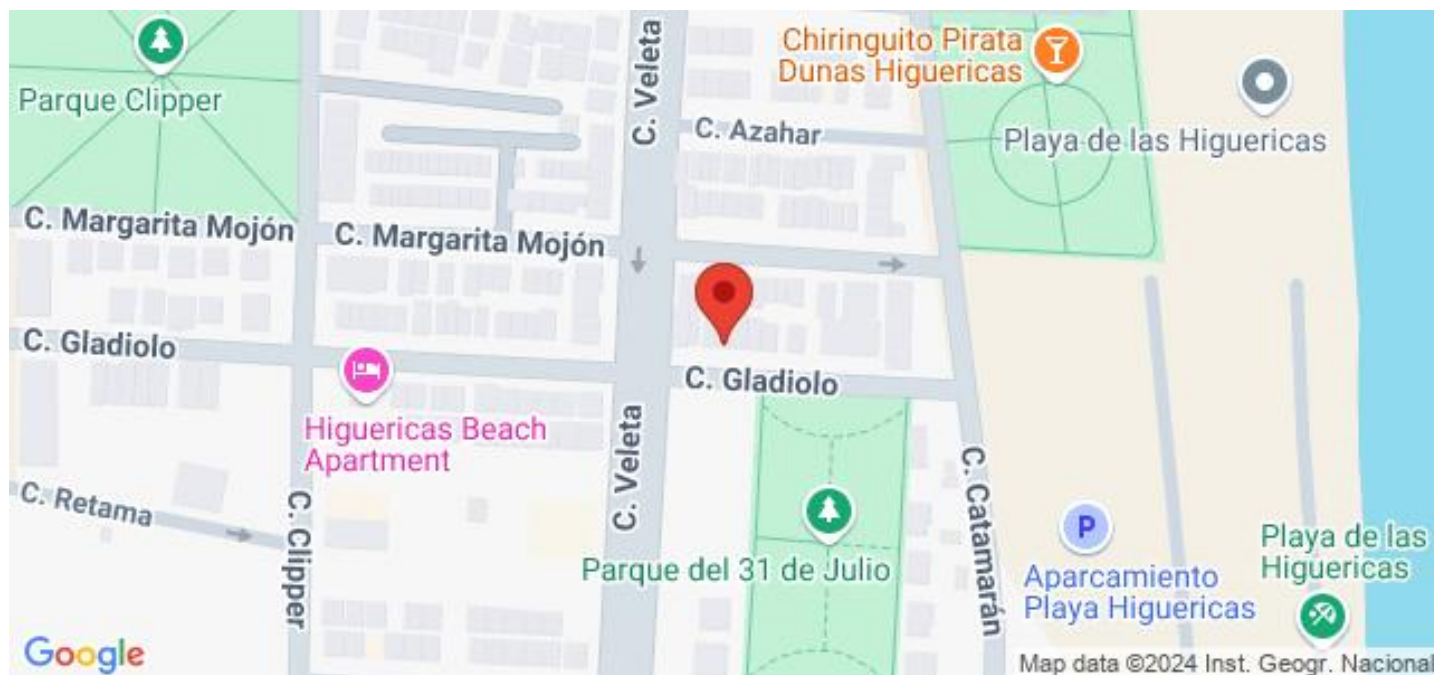 Parque Clipper
C. Veleta
Chiringuito Pirata
Dunas Higuericas
C. Azahar
Playa de las Higuericas
C. Margarita Mojón
C. Margarita Mojón
C. Gladiolo
C. Gladiolo
Higuericas Beach
Apartment
C. Veleta
C. Retama
C. Clipper
Parque del 31 de Julio
C. Catamarán
P
Aparcamiento
Playa Higuericas
Playa de las
Higuericas
Google
Map data ©2024 Inst. Geogr. Nacional